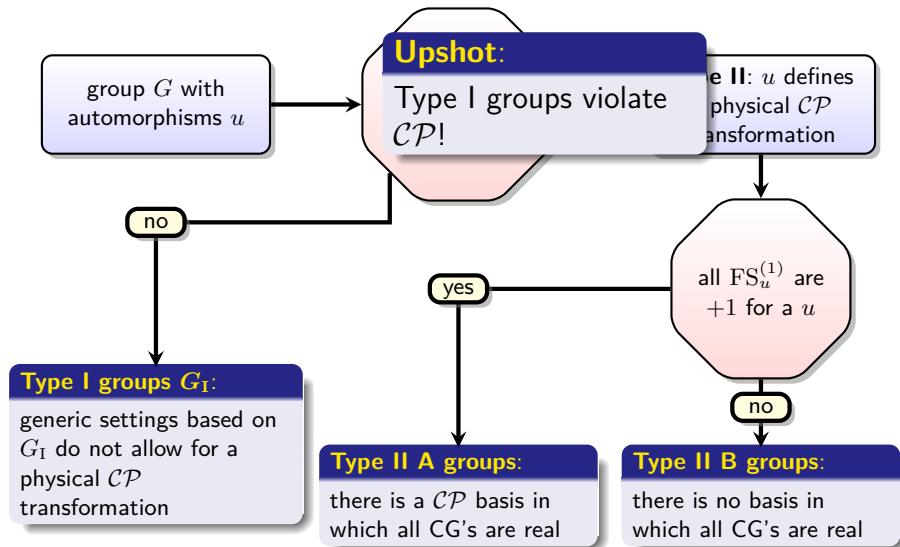 group G with
automorphisms u
Upshot:
Type I groups violate
CP!
II: u defines
physical CP
no
all FS_u^(1) are
+1 for a u
yes
Type I groups G_I:
generic settings based on
G_I do not allow for a
physical CP
transformation
no
Type II A groups:
there is a CP basis in
which all CG's are real
Type II B groups:
there is no basis in
which all CG's are real